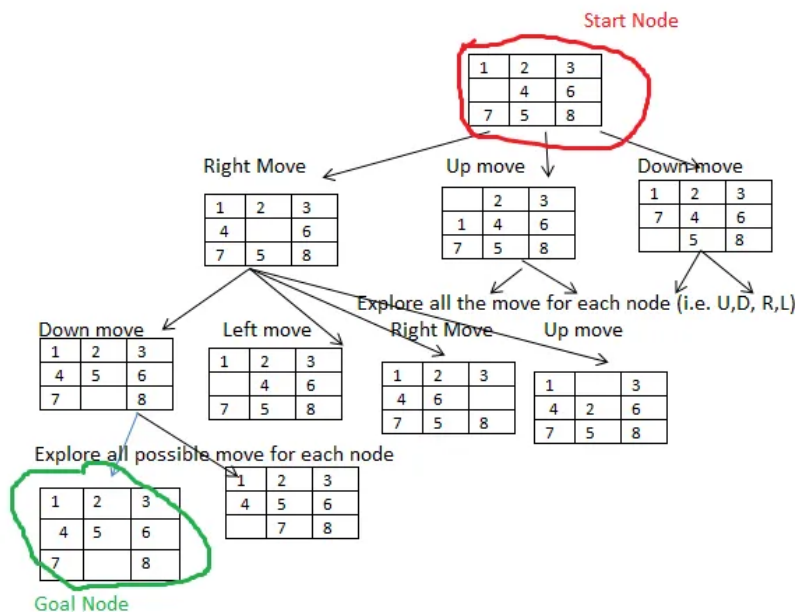 Start Node
1 2 3
4 6
7 5 8
Right Move
Up move
Down move
1 2 3
4 6
7 5 8
2 3
1 4 6
7 5 8
1 2 3
7 4 6
5 8
Explore all the move for each node (i.e. U,D, R,L)
Down move
Left move
Right Move
Up move
1 2 3
4 5 6
7 8
1 2 3
4 6
7 5 8
1 2 3
4 6
7 5 8
1 3
4 2 6
7 5 8
Explore all possible move for each node
1 2 3
4 5 6
7 8
1 2 3
4 5 6
7 8
Goal Node